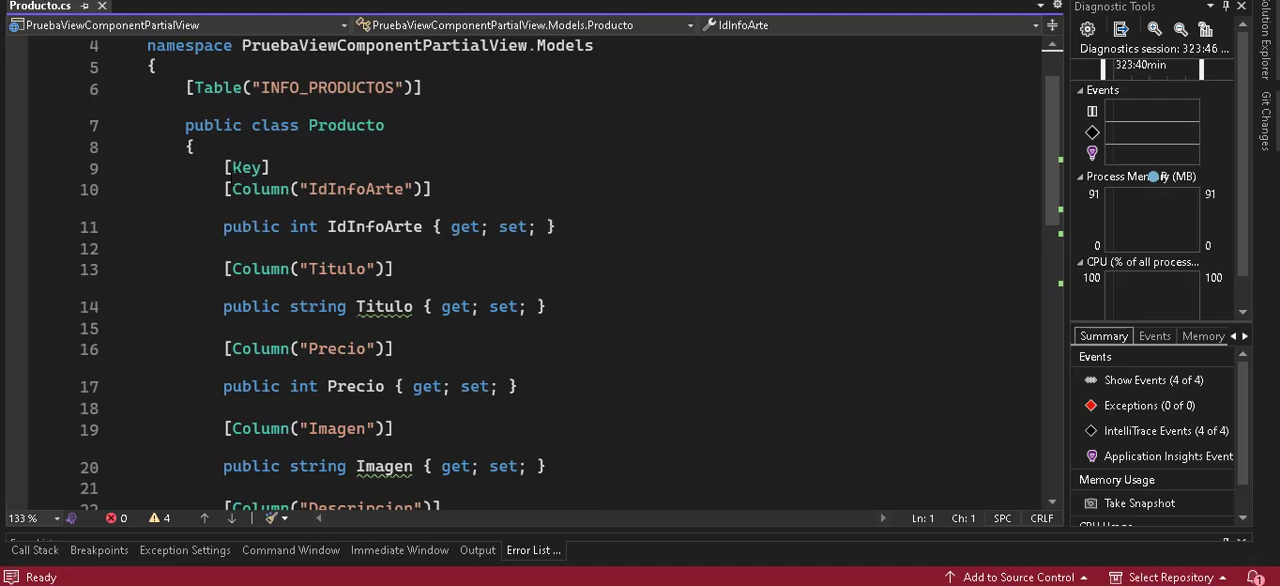 Producto.cs
Diagnostic Tools
PruebaViewComponentPartialView
PruebaViewComponentPartialView.Models.Producto
IdInfoArte
4 namespace PruebaViewComponentPartialView.Models
5 {
6 [Table("INFO_PRODUCTOS")]
7 public class Producto
8 {
9 [Key]
10 [Column("IdInfoArte")]
11 public int IdInfoArte { get; set; }
12
13 [Column("Titulo")]
14 public string Titulo { get; set; }
15
16 [Column("Precio")]
17 public int Precio { get; set; }
18
19 [Column("Imagen")]
20 public string Imagen { get; set; }
21
22 [Column("Descripcion")]
133 %
0
4
Ln: 1 Ch: 1 SPC CRLF
Diagnostics session: 323:46 ...
323:40min
Events
Process Memory (MB)
91 91
0 0
CPU (% of all process...
100 100
Summary Events Memory
Events
Show Events (4 of 4)
Exceptions (0 of 0)
IntelliTrace Events (4 of 4)
Application Insights Event
Memory Usage
Take Snapshot
CPU Usage
Solution Explorer
Git Changes
Call Stack Breakpoints Exception Settings Command Window Immediate Window Output Error List ...
Ready
Add to Source Control
Select Repository
1